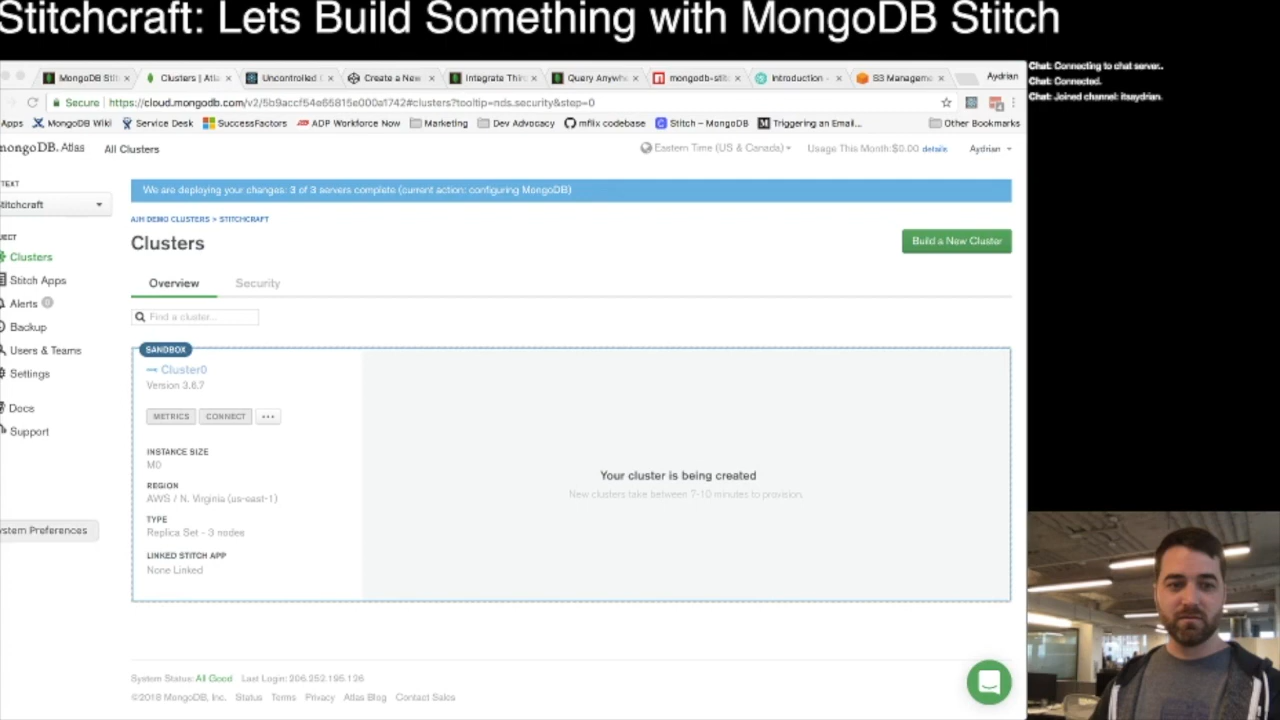 Stitchcraft: Lets Build Something with MongoDB Stitch
MongoDB Stit
Clusters | Atla
Uncontrolled C
Create a New
Integrate Thir
Query Anywhe
mongodb-stit
Introduction -
S3 Manageme
Aydrian
Secure
https://cloud.mongodb.com/v2/5b9accf54e65815e000a1742#clusters?tooltip=nds.security&step=0
Apps
MongoDB Wiki
Service Desk
SuccessFactors
ADP Workforce Now
Marketing
Dev Advocacy
mflix codebase
Stitch – MongoDB
Triggering an Email...
Other Bookmarks
mongoDB. Atlas
All Clusters
Eastern Time (US & Canada)
Usage This Month:$0.00 details
Aydrian
TEXT
Stitchcraft
JECT
Clusters
Stitch Apps
Alerts 0
Backup
Users & Teams
Settings
Docs
Support
ystem Preferences
We are deploying your changes: 3 of 3 servers complete (current action: configuring MongoDB)
AJH DEMO CLUSTERS > STITCHCRAFT
Clusters
Build a New Cluster
Overview
Security
Find a cluster...
SANDBOX
Cluster0
Version 3.6.7
METRICS
CONNECT
...
INSTANCE SIZE
M0
REGION
AWS / N. Virginia (us-east-1)
TYPE
Replica Set - 3 nodes
LINKED STITCH APP
None Linked
Your cluster is being created
New clusters take between 7-10 minutes to provision.
System Status: All Good Last Login: 206.252.195.126
©2018 MongoDB, Inc. Status Terms Privacy Atlas Blog Contact Sales
Chat: Connecting to chat server..
Chat: Connected.
Chat: Joined channel: itsaydrian.